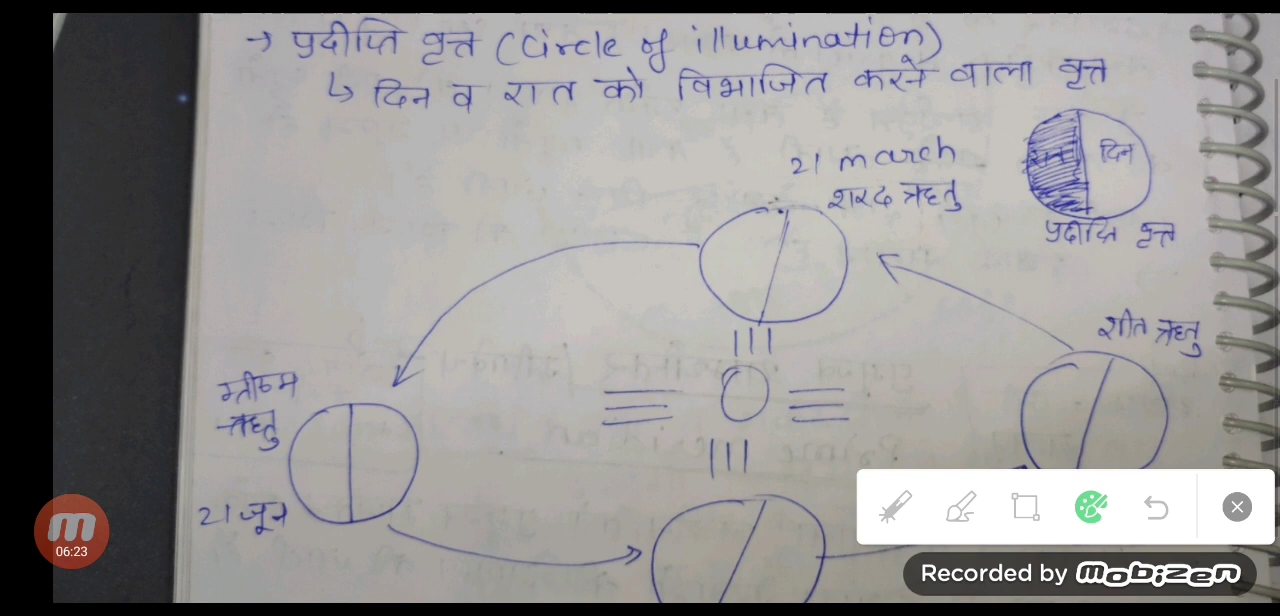 → प्रदीप्ति वृत्त (Circle of illumination)
↳ दिन व रात को विभाजित करने वाला वृत्त
21 march
शरद ऋतु
रात दिन
प्रदीप्ति वृत्त
शीत ऋतु
ग्रीष्म
ऋतु
21 जून
06:23
Recorded by Mobizen